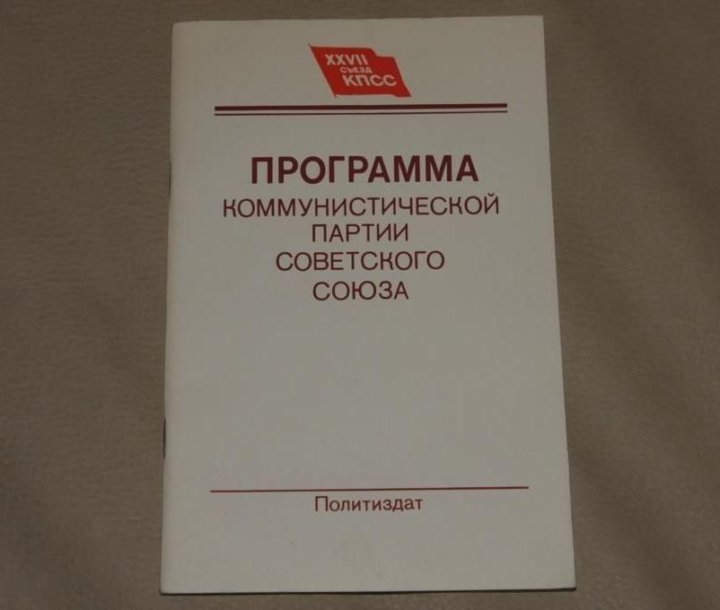 XXVII
СЪЕЗД
КПСС
ПРОГРАММА
КОММУНИСТИЧЕСКОЙ
ПАРТИИ
СОВЕТСКОГО
СОЮЗА
Политиздат